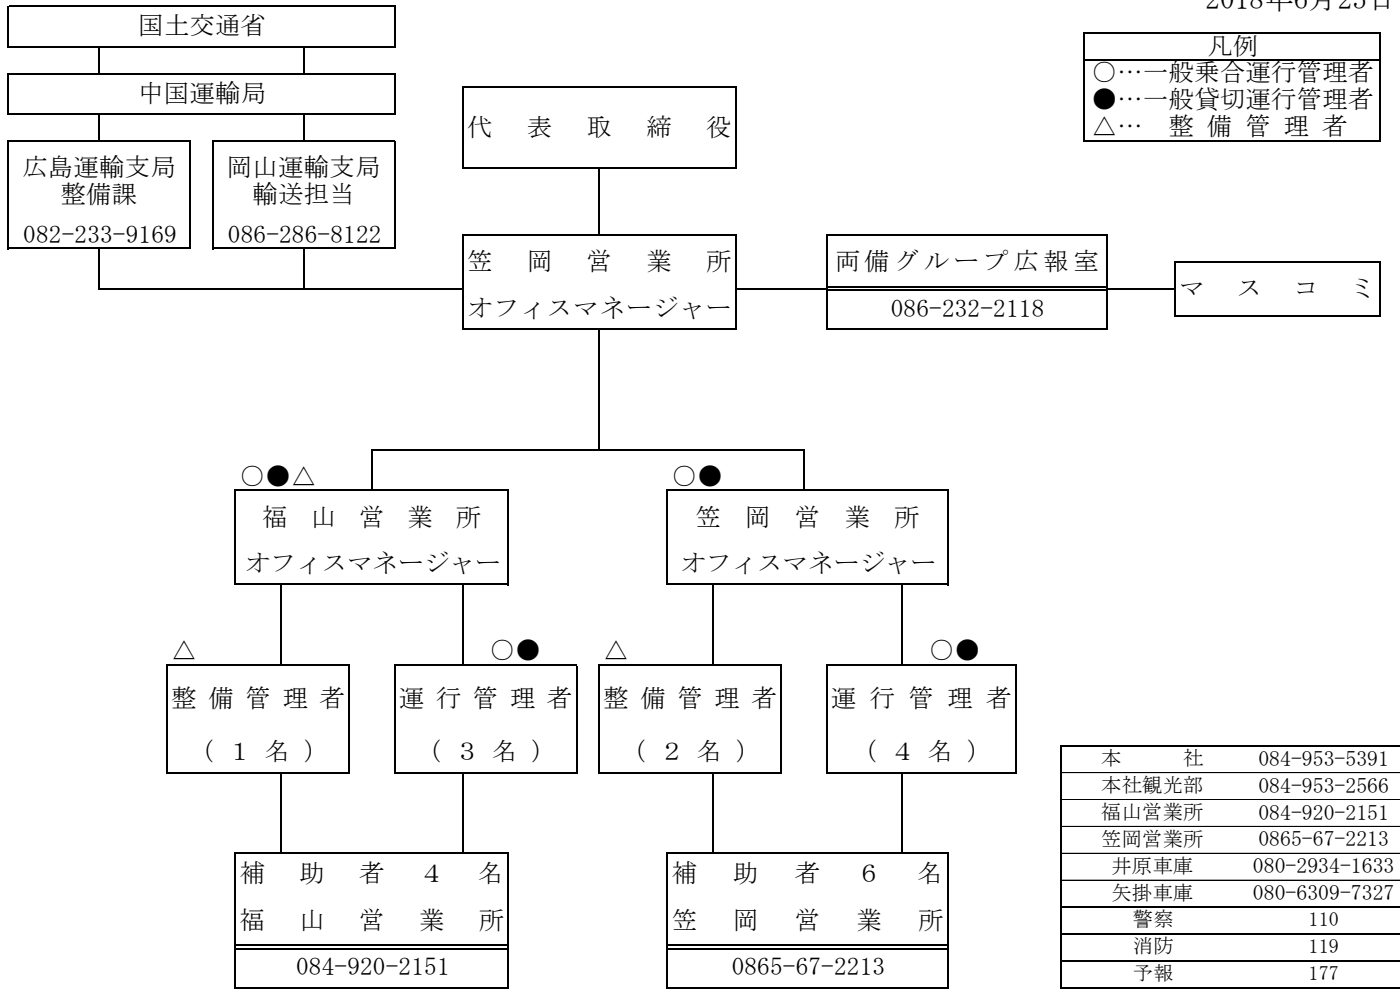 2018年6月25日
国土交通省
中国運輸局
広島運輸支局
整備課
082-233-9169
岡山運輸支局
輸送担当
086-286-8122
凡例
○…一般乗合運行管理者
●…一般貸切運行管理者
△… 整備管理者
代表取締役
笠岡営業所
オフィスマネージャー
両備グループ広報室
086-232-2118
マスコミ
○●△
福山営業所
オフィスマネージャー
○●
笠岡営業所
オフィスマネージャー
△
整備管理者
(1名)
○●
運行管理者
(3名)
△
整備管理者
(2名)
○●
運行管理者
(4名)
補助者4名
福山営業所
084-920-2151
補助者6名
笠岡営業所
0865-67-2213
本社 084-953-5391
本社観光部 084-953-2566
福山営業所 084-920-2151
笠岡営業所 0865-67-2213
井原車庫 080-2934-1633
矢掛車庫 080-6309-7327
警察 110
消防 119
予報 177